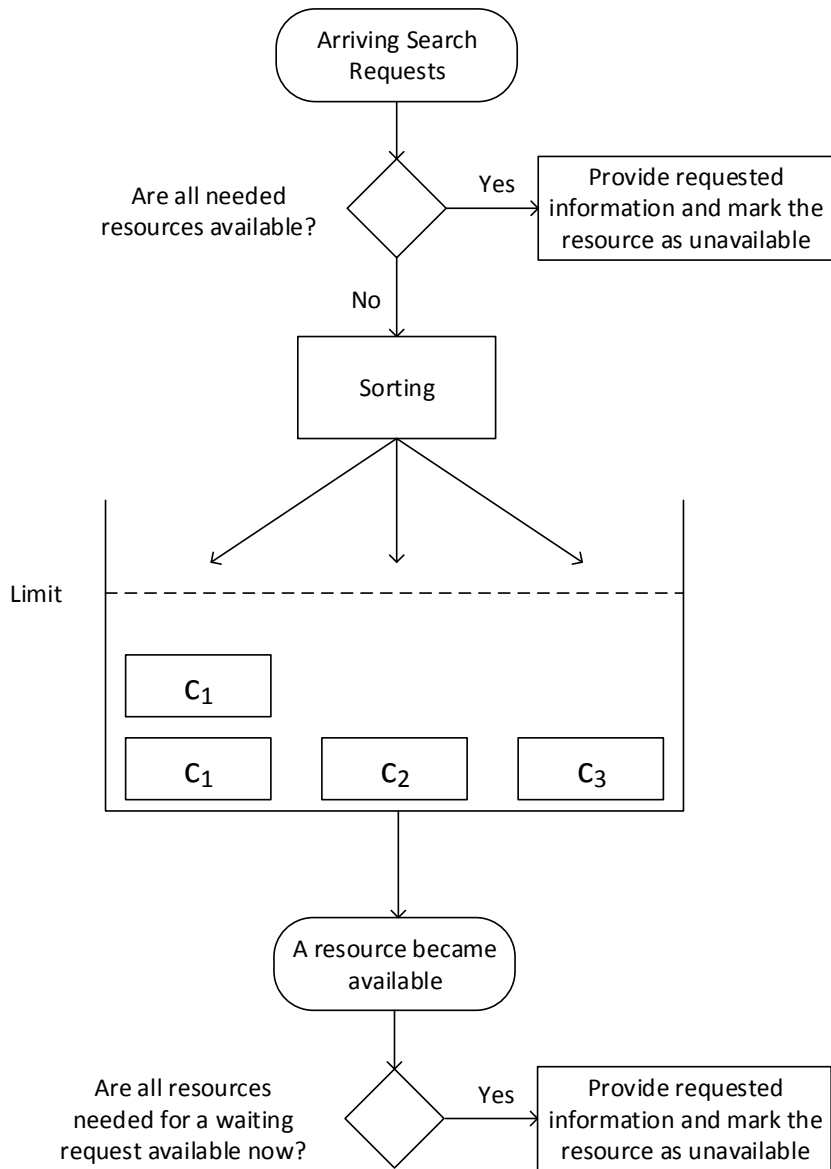 Arriving Search
Requests
Are all needed
resources available?
Yes
Provide requested
information and mark the
resource as unavailable
No
Sorting
Limit
c₁
c₁
c₂
c₃
A resource became
available
Are all resources
needed for a waiting
request available now?
Yes
Provide requested
information and mark the
resource as unavailable